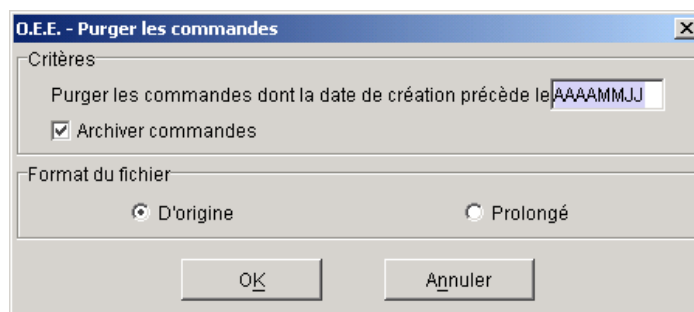 O.E.E. - Purger les commandes
Critères
Purger les commandes dont la date de création précède le AAAAMMJJ
Archiver commandes
Format du fichier
D'origine Prolongé
OK Annuler